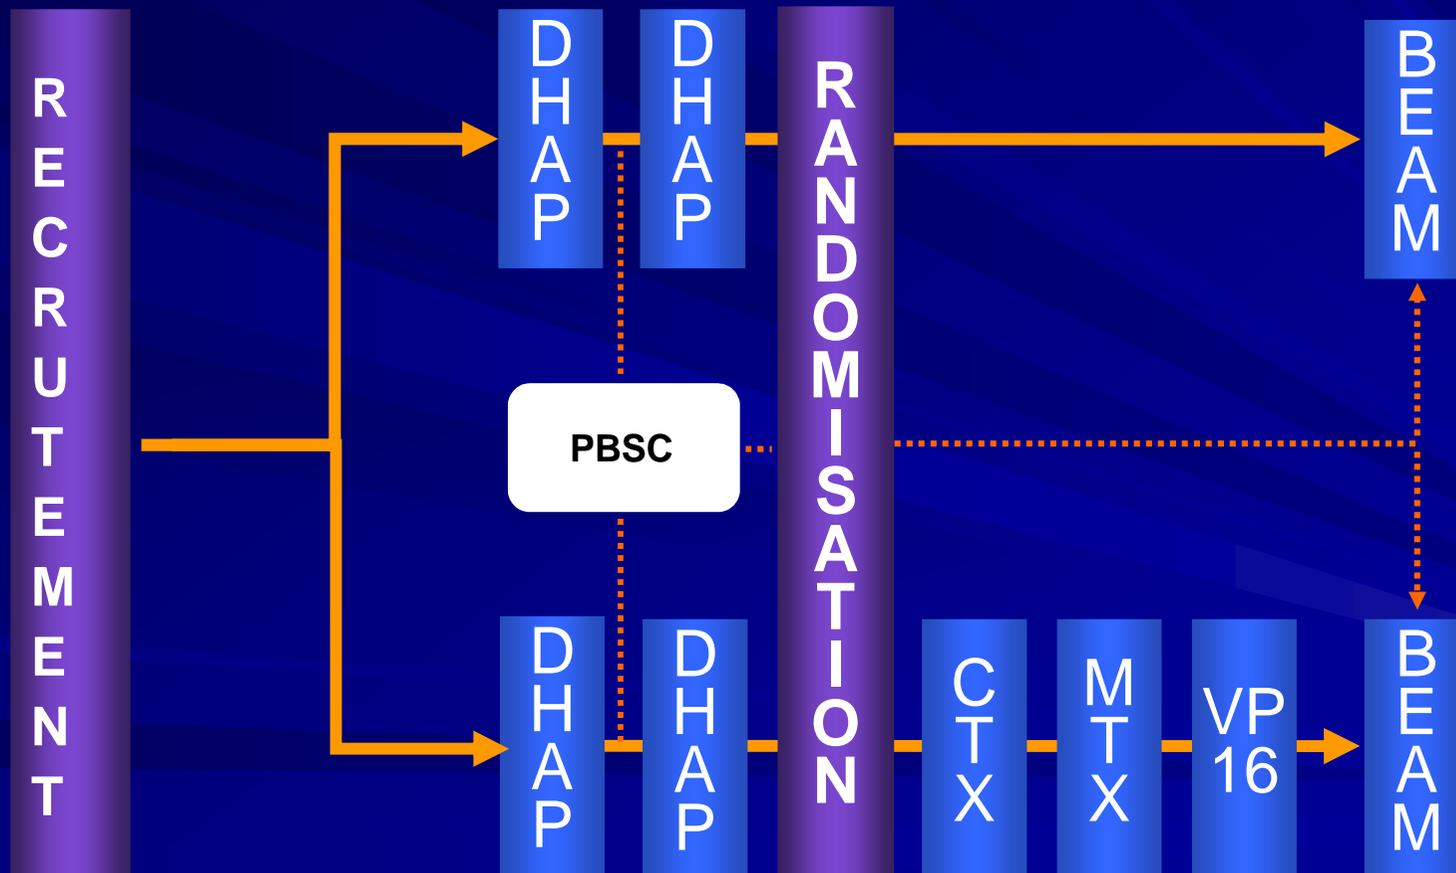 RECRUTEMENT
DHAP
DHAP
RANDOMISATION
BEAM
PBSC
DHAP
DHAP
CTX
MTX
VP
16
BEAM